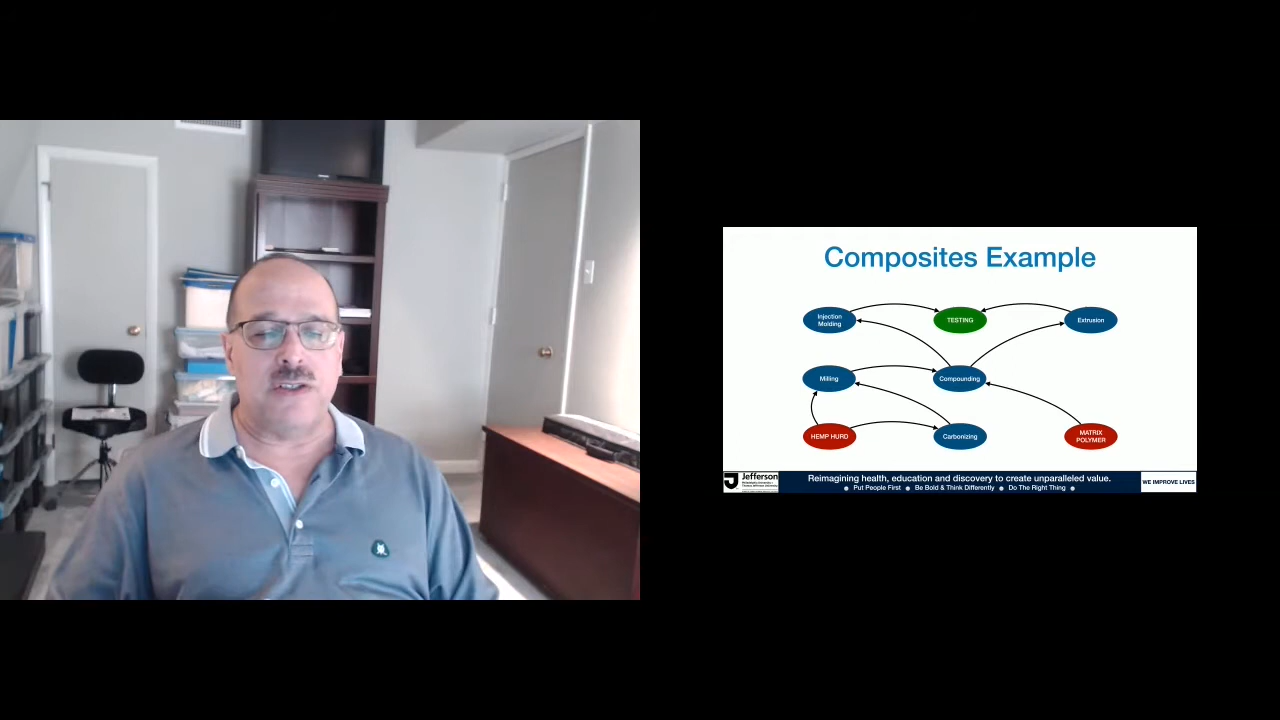 Composites Example
Injection
Molding
TESTING
Extrusion
Milling
Compounding
HEMP HURD
Carbonizing
MATRIX
POLYMER
Jefferson
Reimagining health, education and discovery to create unparalleled value.
Put People First
Be Bold & Think Differently
Do The Right Thing
WE IMPROVE LIVES